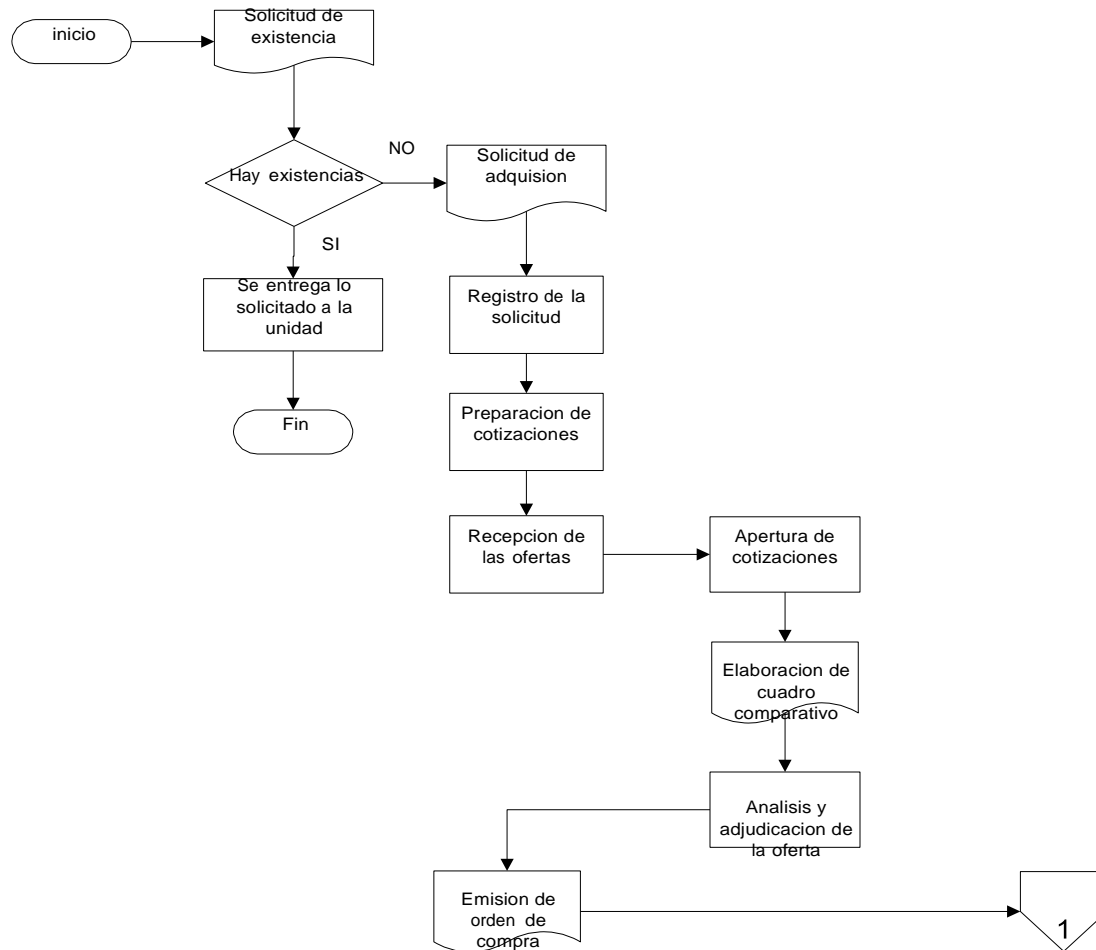 inicio
Solicitud de
existencia
Hay existencias
NO
Solicitud de
adquision
SI
Se entrega lo
solicitado a la
unidad
Fin
Registro de la
solicitud
Preparacion de
cotizaciones
Recepcion de
las ofertas
Apertura de
cotizaciones
Elaboracion de
cuadro
comparativo
Analisis y
adjudicacion de
la oferta
Emision de
orden de
compra
1